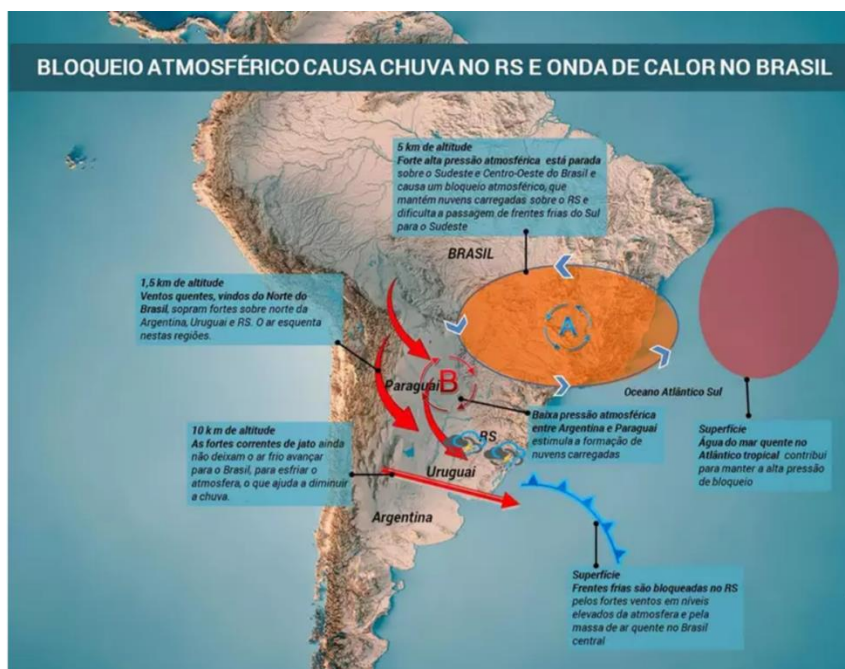 BLOQUEIO ATMOSFÉRICO CAUSA CHUVA NO RS E ONDA DE CALOR NO BRASIL
5 km de altitude
Forte alta pressão atmosférica está parada
sobre o Sudeste e Centro-Oeste do Brasil e
causa um bloqueio atmosférico, que
mantém nuvens carregadas sobre o RS e
dificulta a passagem de frentes frias do Sul
para o Sudeste
BRASIL
1,5 km de altitude
Ventos quentes, vindos do Norte do
Brasil, sopram fortes sobre norte da
Argentina, Uruguai e RS. O ar esquenta
nestas regiões.
A
B
Paraguai
Oceano Atlântico Sul
Baixa pressão atmosférica
entre Argentina e Paraguai
estimula a formação de
nuvens carregadas
Superfície
Água do mar quente no
Atlântico tropical contribui
para manter a alta pressão
de bloqueio
10 km de altitude
As fortes correntes de jato ainda
não deixam o ar frio avançar
para o Brasil, para esfriar o
atmosfera, o que ajuda a diminuir
a chuva.
RS
Uruguai
Argentina
Superfície
Frentes frias são bloqueadas no RS
pelos fortes ventos em níveis
elevados da atmosfera e pela
massa de ar quente no Brasil
central